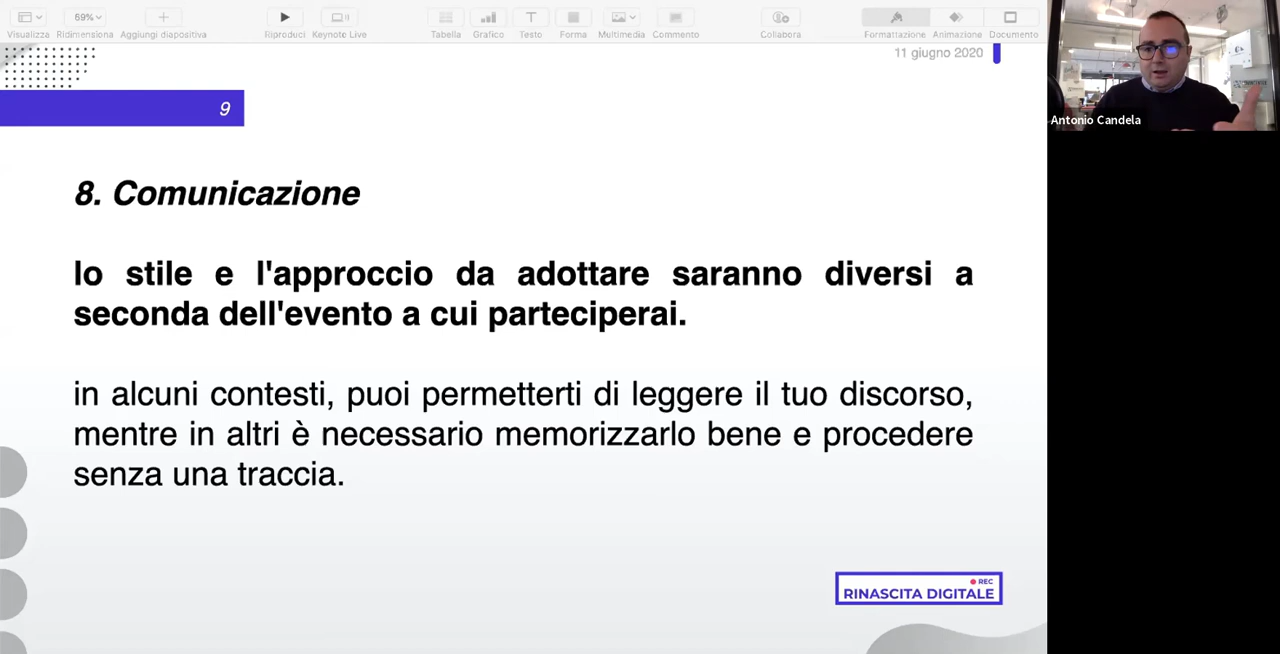 Visualizza Ridimensiona Aggiungi diapositiva Riproduci Keynote Live Tabella Grafico Testo Forma Multimedia Commento Collabora Formattazione Animazione Documento
69%
11 giugno 2020
9
Antonio Candela
8. Comunicazione
lo stile e l'approccio da adottare saranno diversi a
seconda dell'evento a cui parteciperai.
in alcuni contesti, puoi permetterti di leggere il tuo discorso,
mentre in altri è necessario memorizzarlo bene e procedere
senza una traccia.
REC
RINASCITA DIGITALE